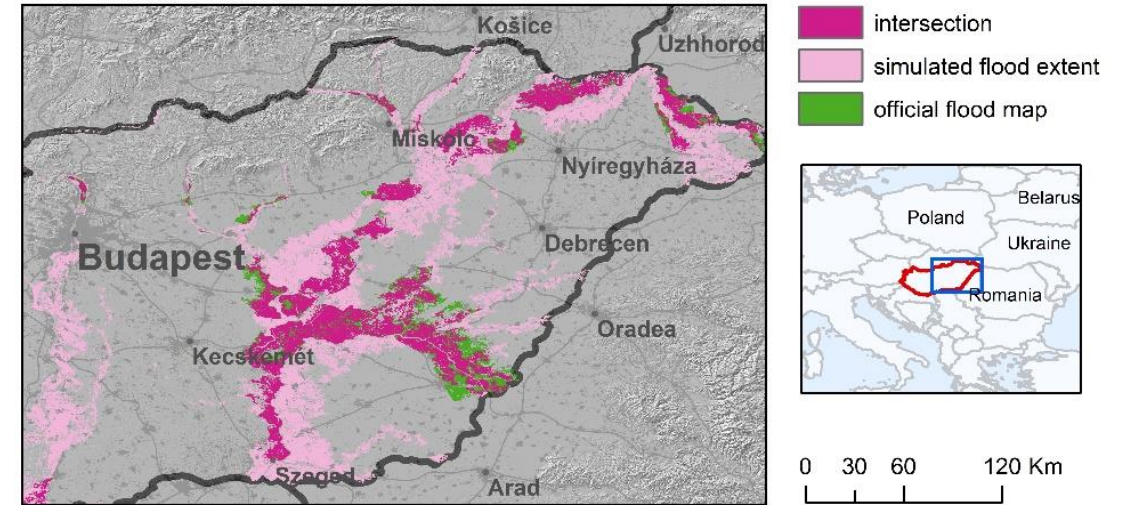 Košice
Uzhhorod
Miskolc
Nyíregyháza
Debrecen
Budapest
Oradea
Kecskemét
Szeged
Arad
intersection
simulated flood extent
official flood map
Belarus
Poland
Ukraine
Romania
0 30 60 120 Km